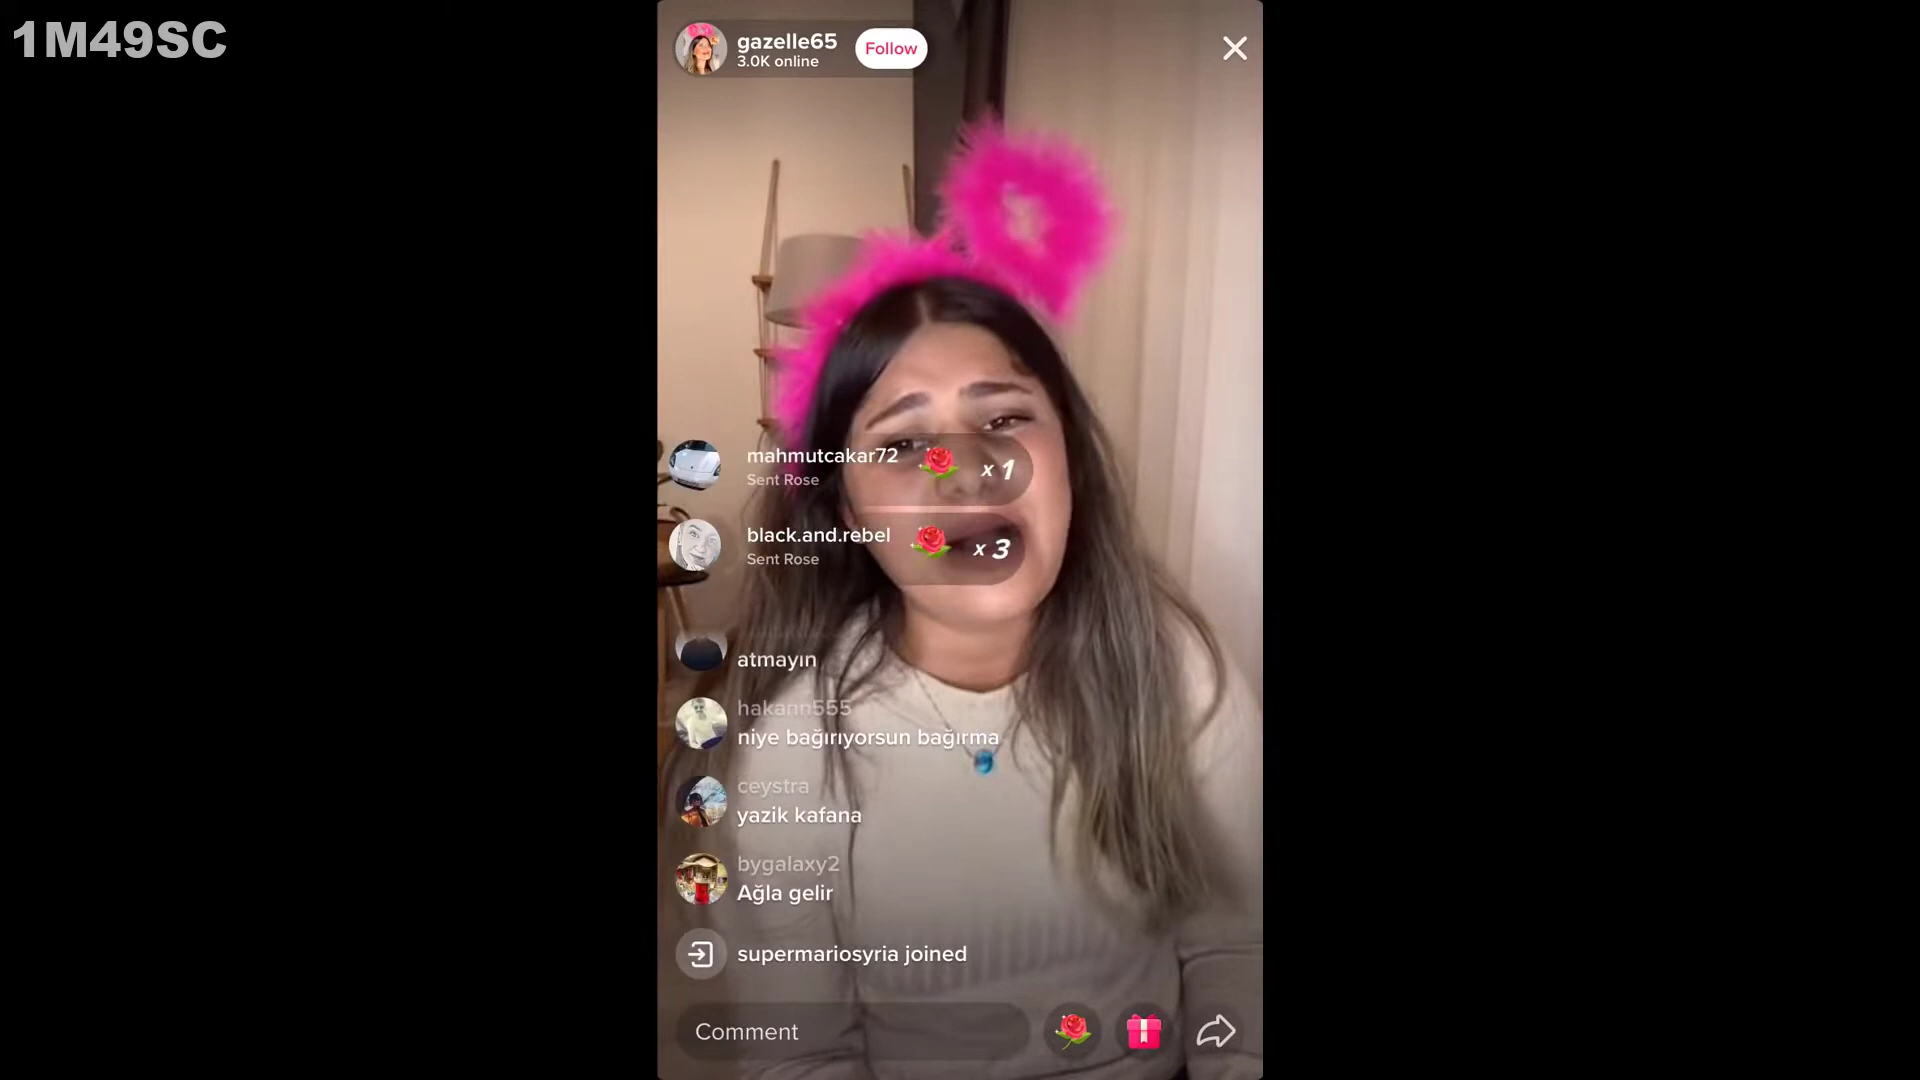 1M49SC
gazelle65
3.0K online
Follow
mahmutcakar72
Sent Rose
x 1
black.and.rebel
Sent Rose
x 3
atmayın
hakann555
niye bağırıyorsun bağırma
ceystra
yazik kafana
bygalaxy2
Ağla gelir
supermariosyria joined
Comment